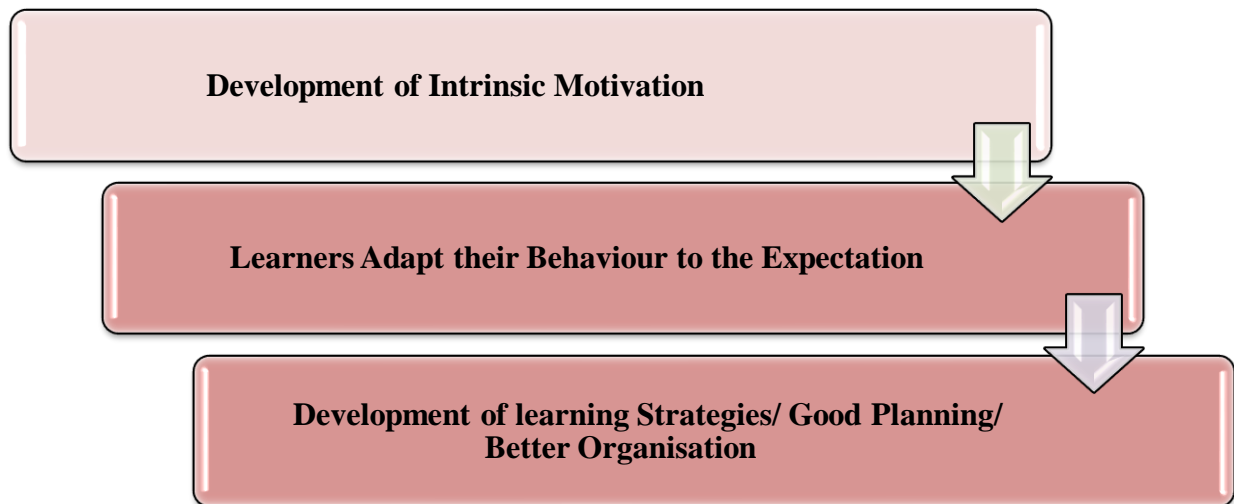 Development of Intrinsic Motivation
Learners Adapt their Behaviour to the Expectation
Development of learning Strategies/ Good Planning/
Better Organisation